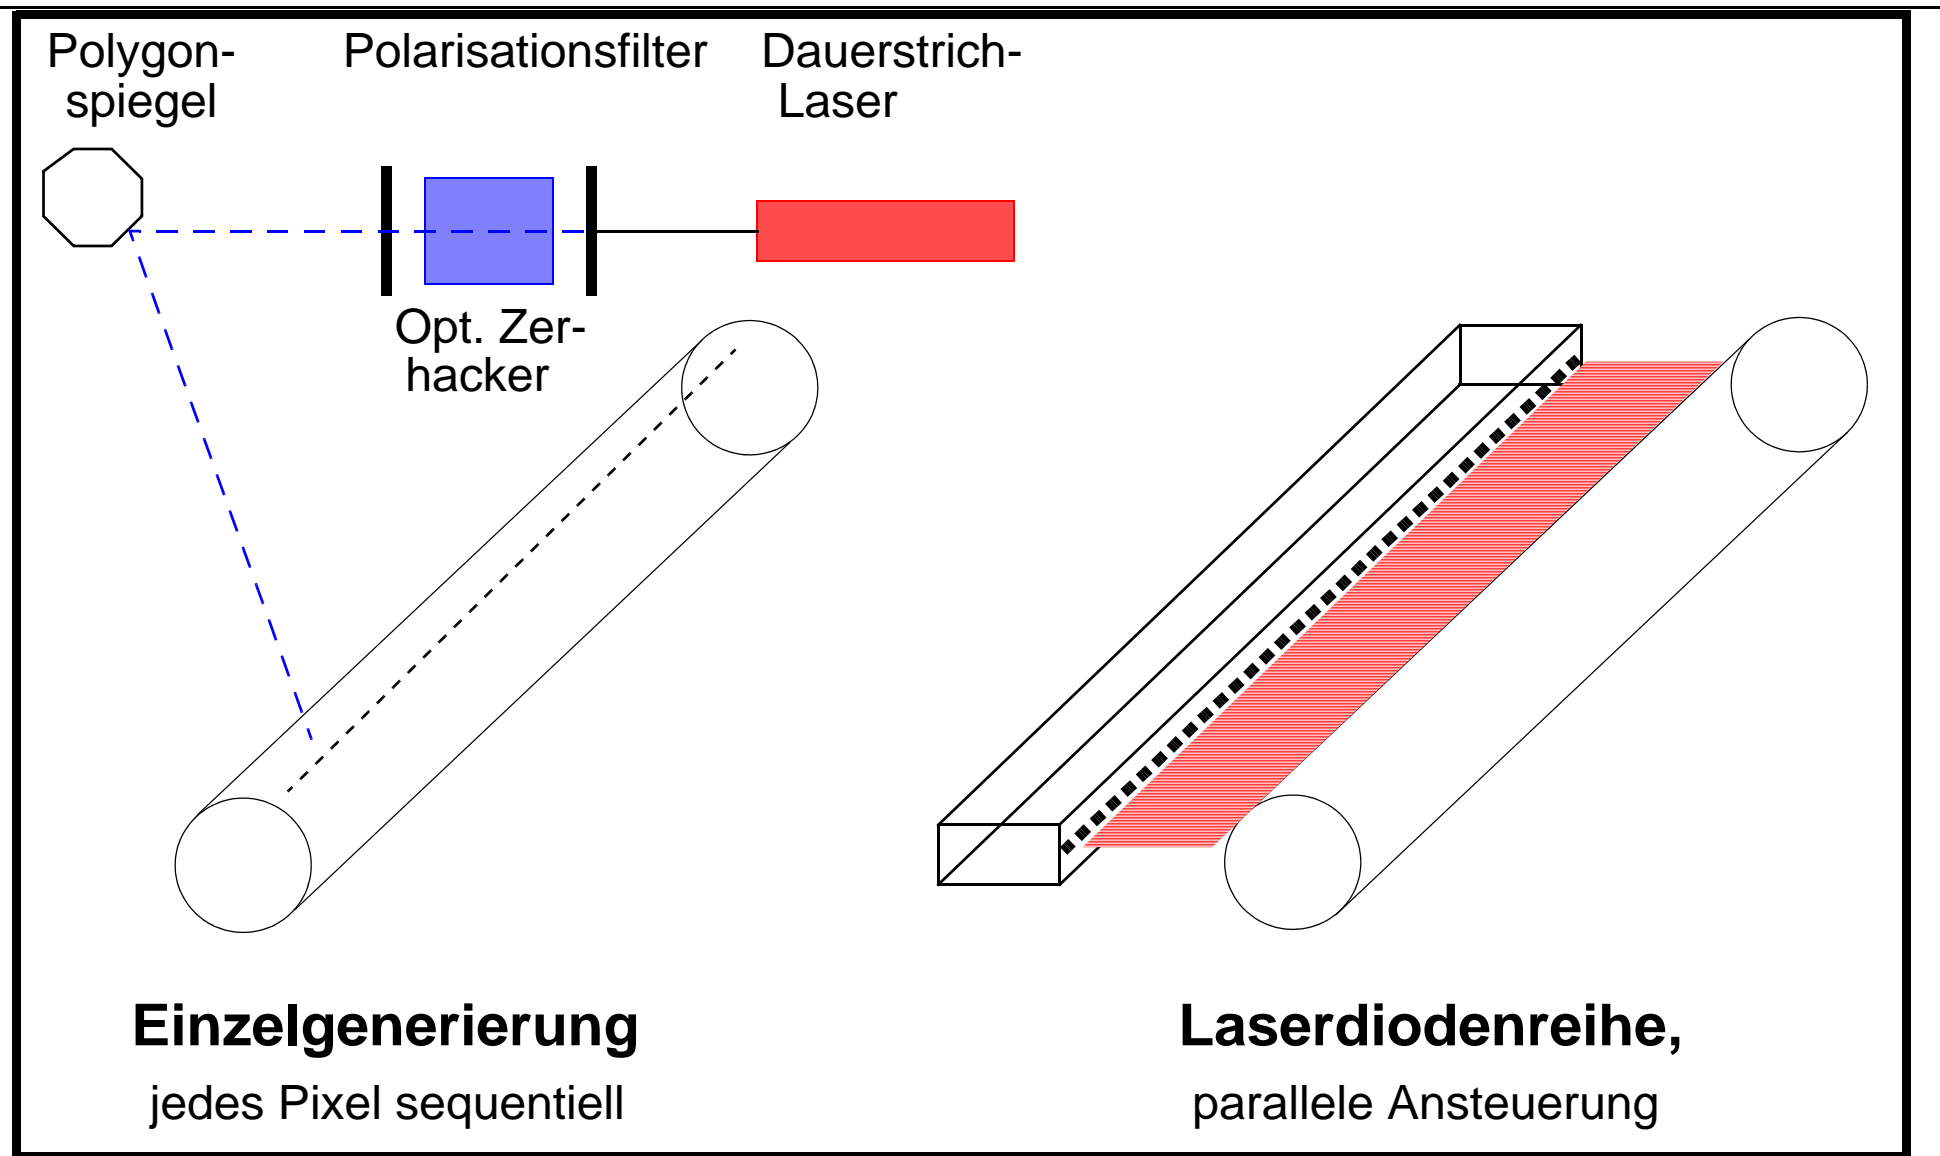 Polygon-
spiegel
Polarisationsfilter
Dauerstrich-
Laser
Opt. Zer-
hacker
Einzelgenerierung
jedes Pixel sequentiell
Laserdiodenreihe,
parallele Ansteuerung